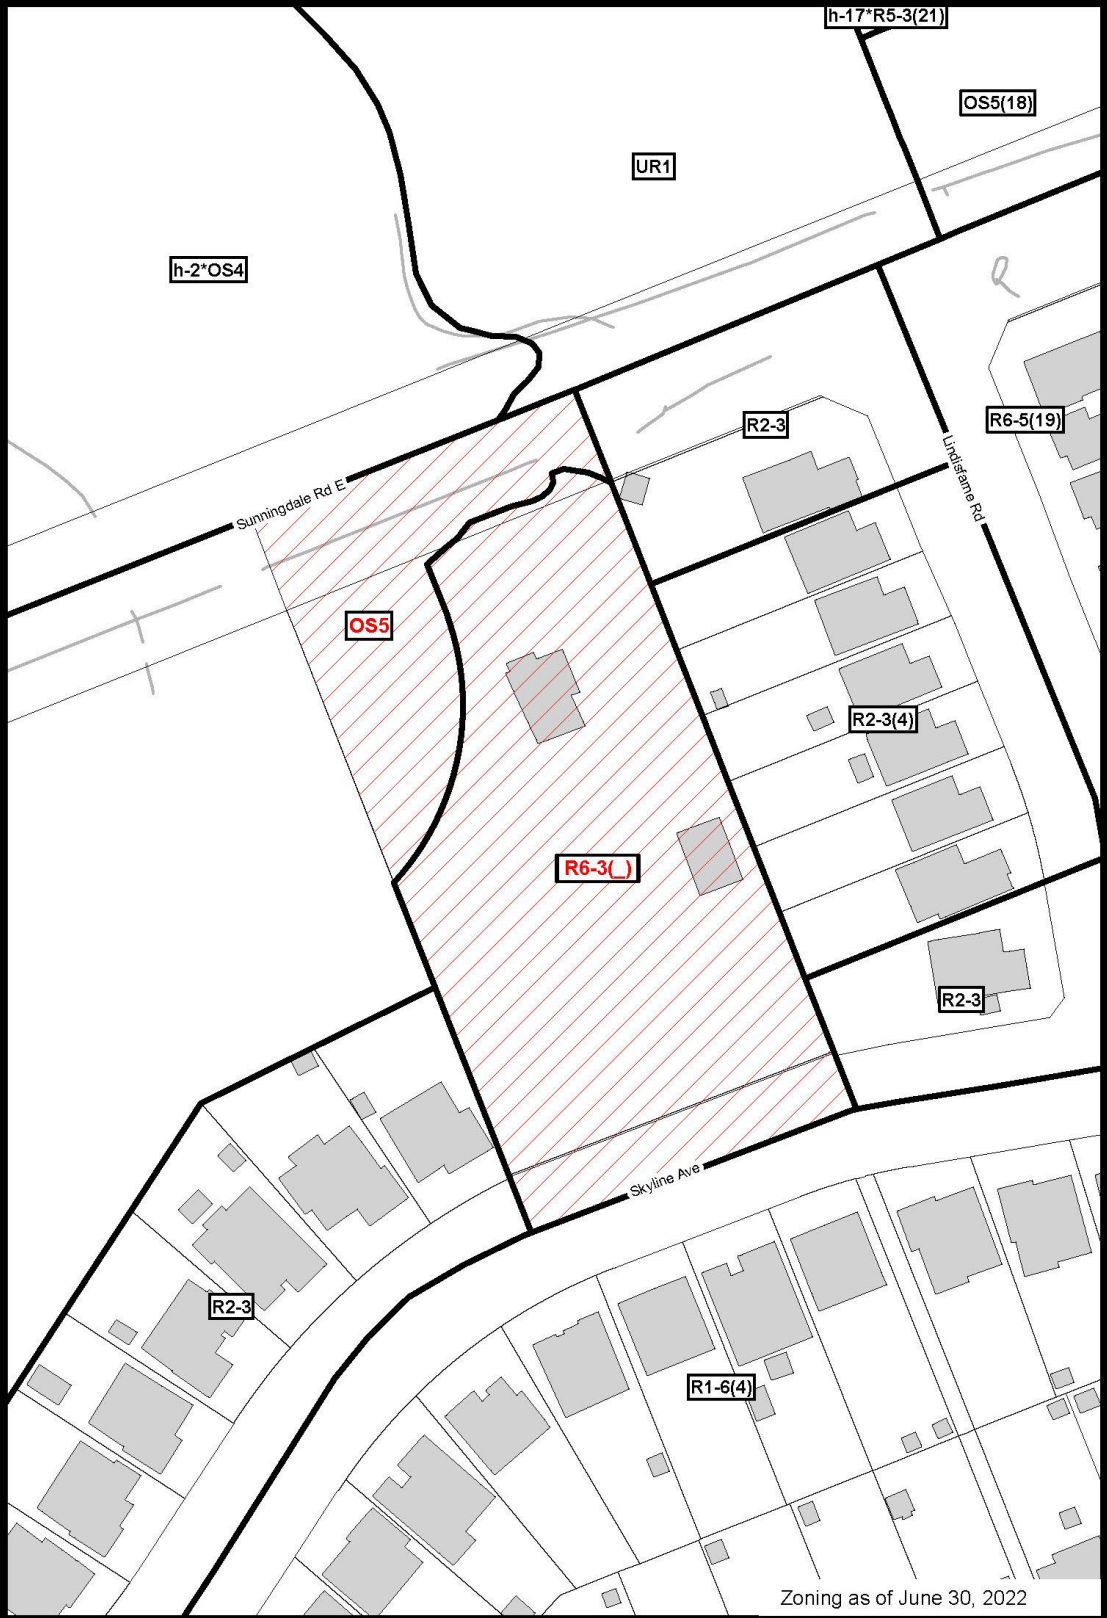 h-17*R5-3(21)
OS5(18)
UR1
h-2*OS4
R2-3
R6-5(19)
Lindisfarne Rd
Sunningdale Rd E
OS5
R2-3(4)
R6-3(_)
R2-3
Skyline Ave
R2-3
R1-6(4)
Zoning as of June 30, 2022